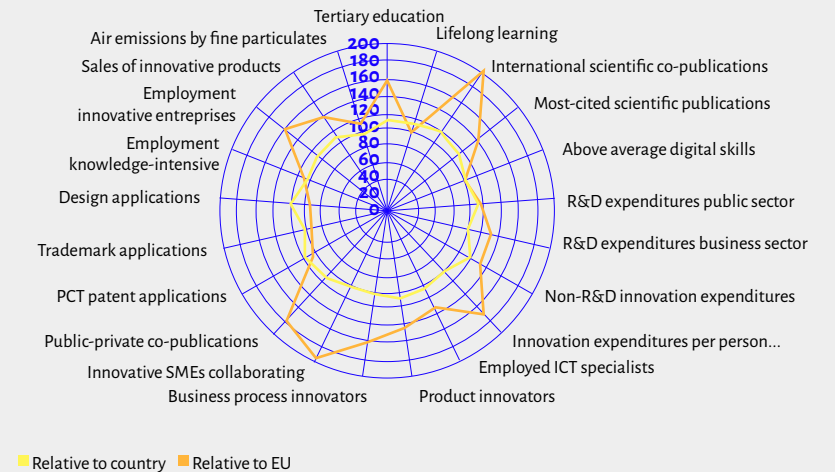 Tertiary education
Lifelong learning
International scientific co-publications
Most-cited scientific publications
Above average digital skills
R&D expenditures public sector
R&D expenditures business sector
Non-R&D innovation expenditures
Innovation expenditures per person...
Employed ICT specialists
Product innovators
Business process innovators
Innovative SMEs collaborating
Public-private co-publications
PCT patent applications
Trademark applications
Design applications
Employment
knowledge-intensive
Employment
innovative entreprises
Sales of innovative products
Air emissions by fine particulates
200
180
160
140
120
100
80
60
40
20
0
Relative to country
Relative to EU